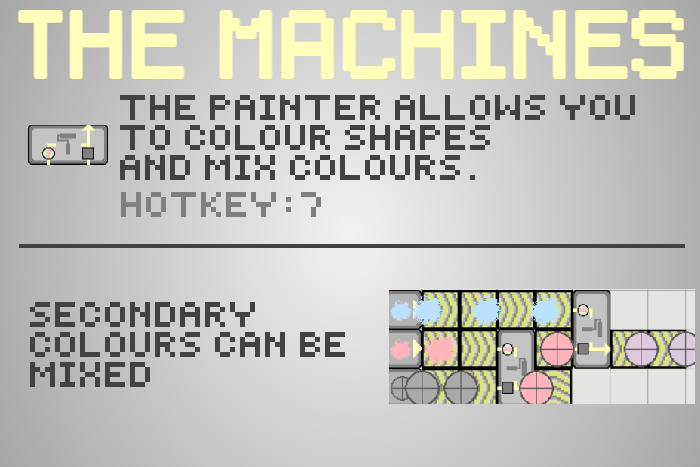 THE MACHINES
THE PAINTER ALLOWS YOU
TO COLOUR SHAPES
AND MIX COLOURS.
HOTKEY:7
SECONDARY
COLOURS CAN BE
MIXED